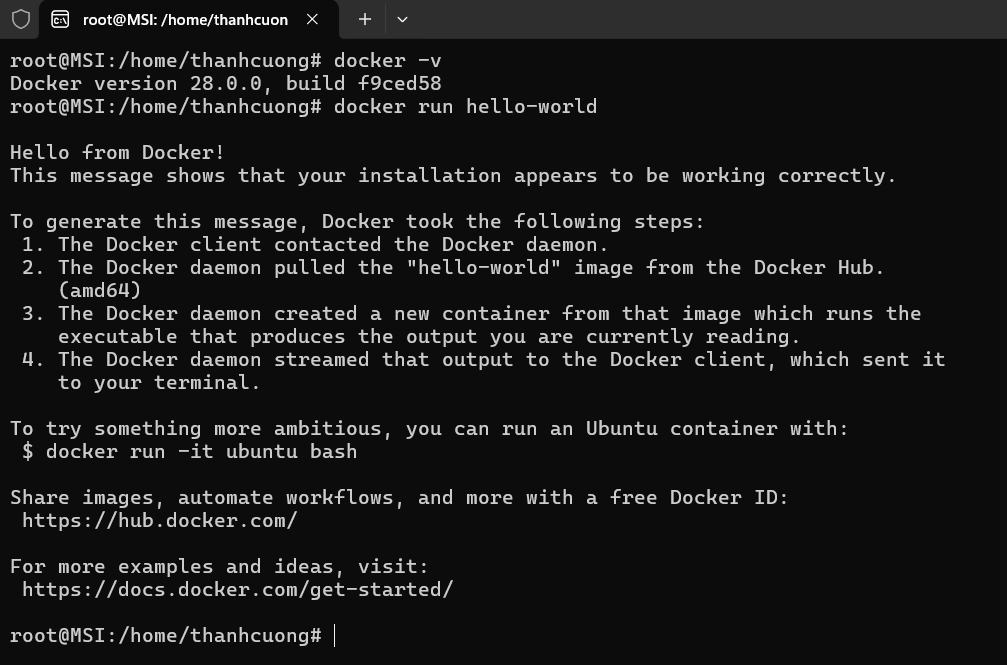 root@MSI: /home/thanhcuon
root@MSI:/home/thanhcuong# docker -v
Docker version 28.0.0, build f9ced58
root@MSI:/home/thanhcuong# docker run hello-world
Hello from Docker!
This message shows that your installation appears to be working correctly.
To generate this message, Docker took the following steps:
1. The Docker client contacted the Docker daemon.
2. The Docker daemon pulled the "hello-world" image from the Docker Hub.
(amd64)
3. The Docker daemon created a new container from that image which runs the
executable that produces the output you are currently reading.
4. The Docker daemon streamed that output to the Docker client, which sent it
to your terminal.
To try something more ambitious, you can run an Ubuntu container with:
$ docker run -it ubuntu bash
Share images, automate workflows, and more with a free Docker ID:
https://hub.docker.com/
For more examples and ideas, visit:
https://docs.docker.com/get-started/
root@MSI:/home/thanhcuong#